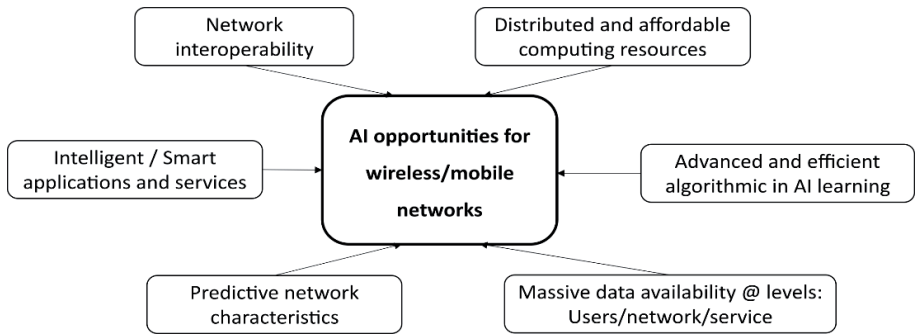 Network
interoperability
Distributed and affordable
computing resources
Intelligent / Smart
applications and services
AI opportunities for
wireless/mobile
networks
Advanced and efficient
algorithmic in AI learning
Predictive network
characteristics
Massive data availability @ levels:
Users/network/service